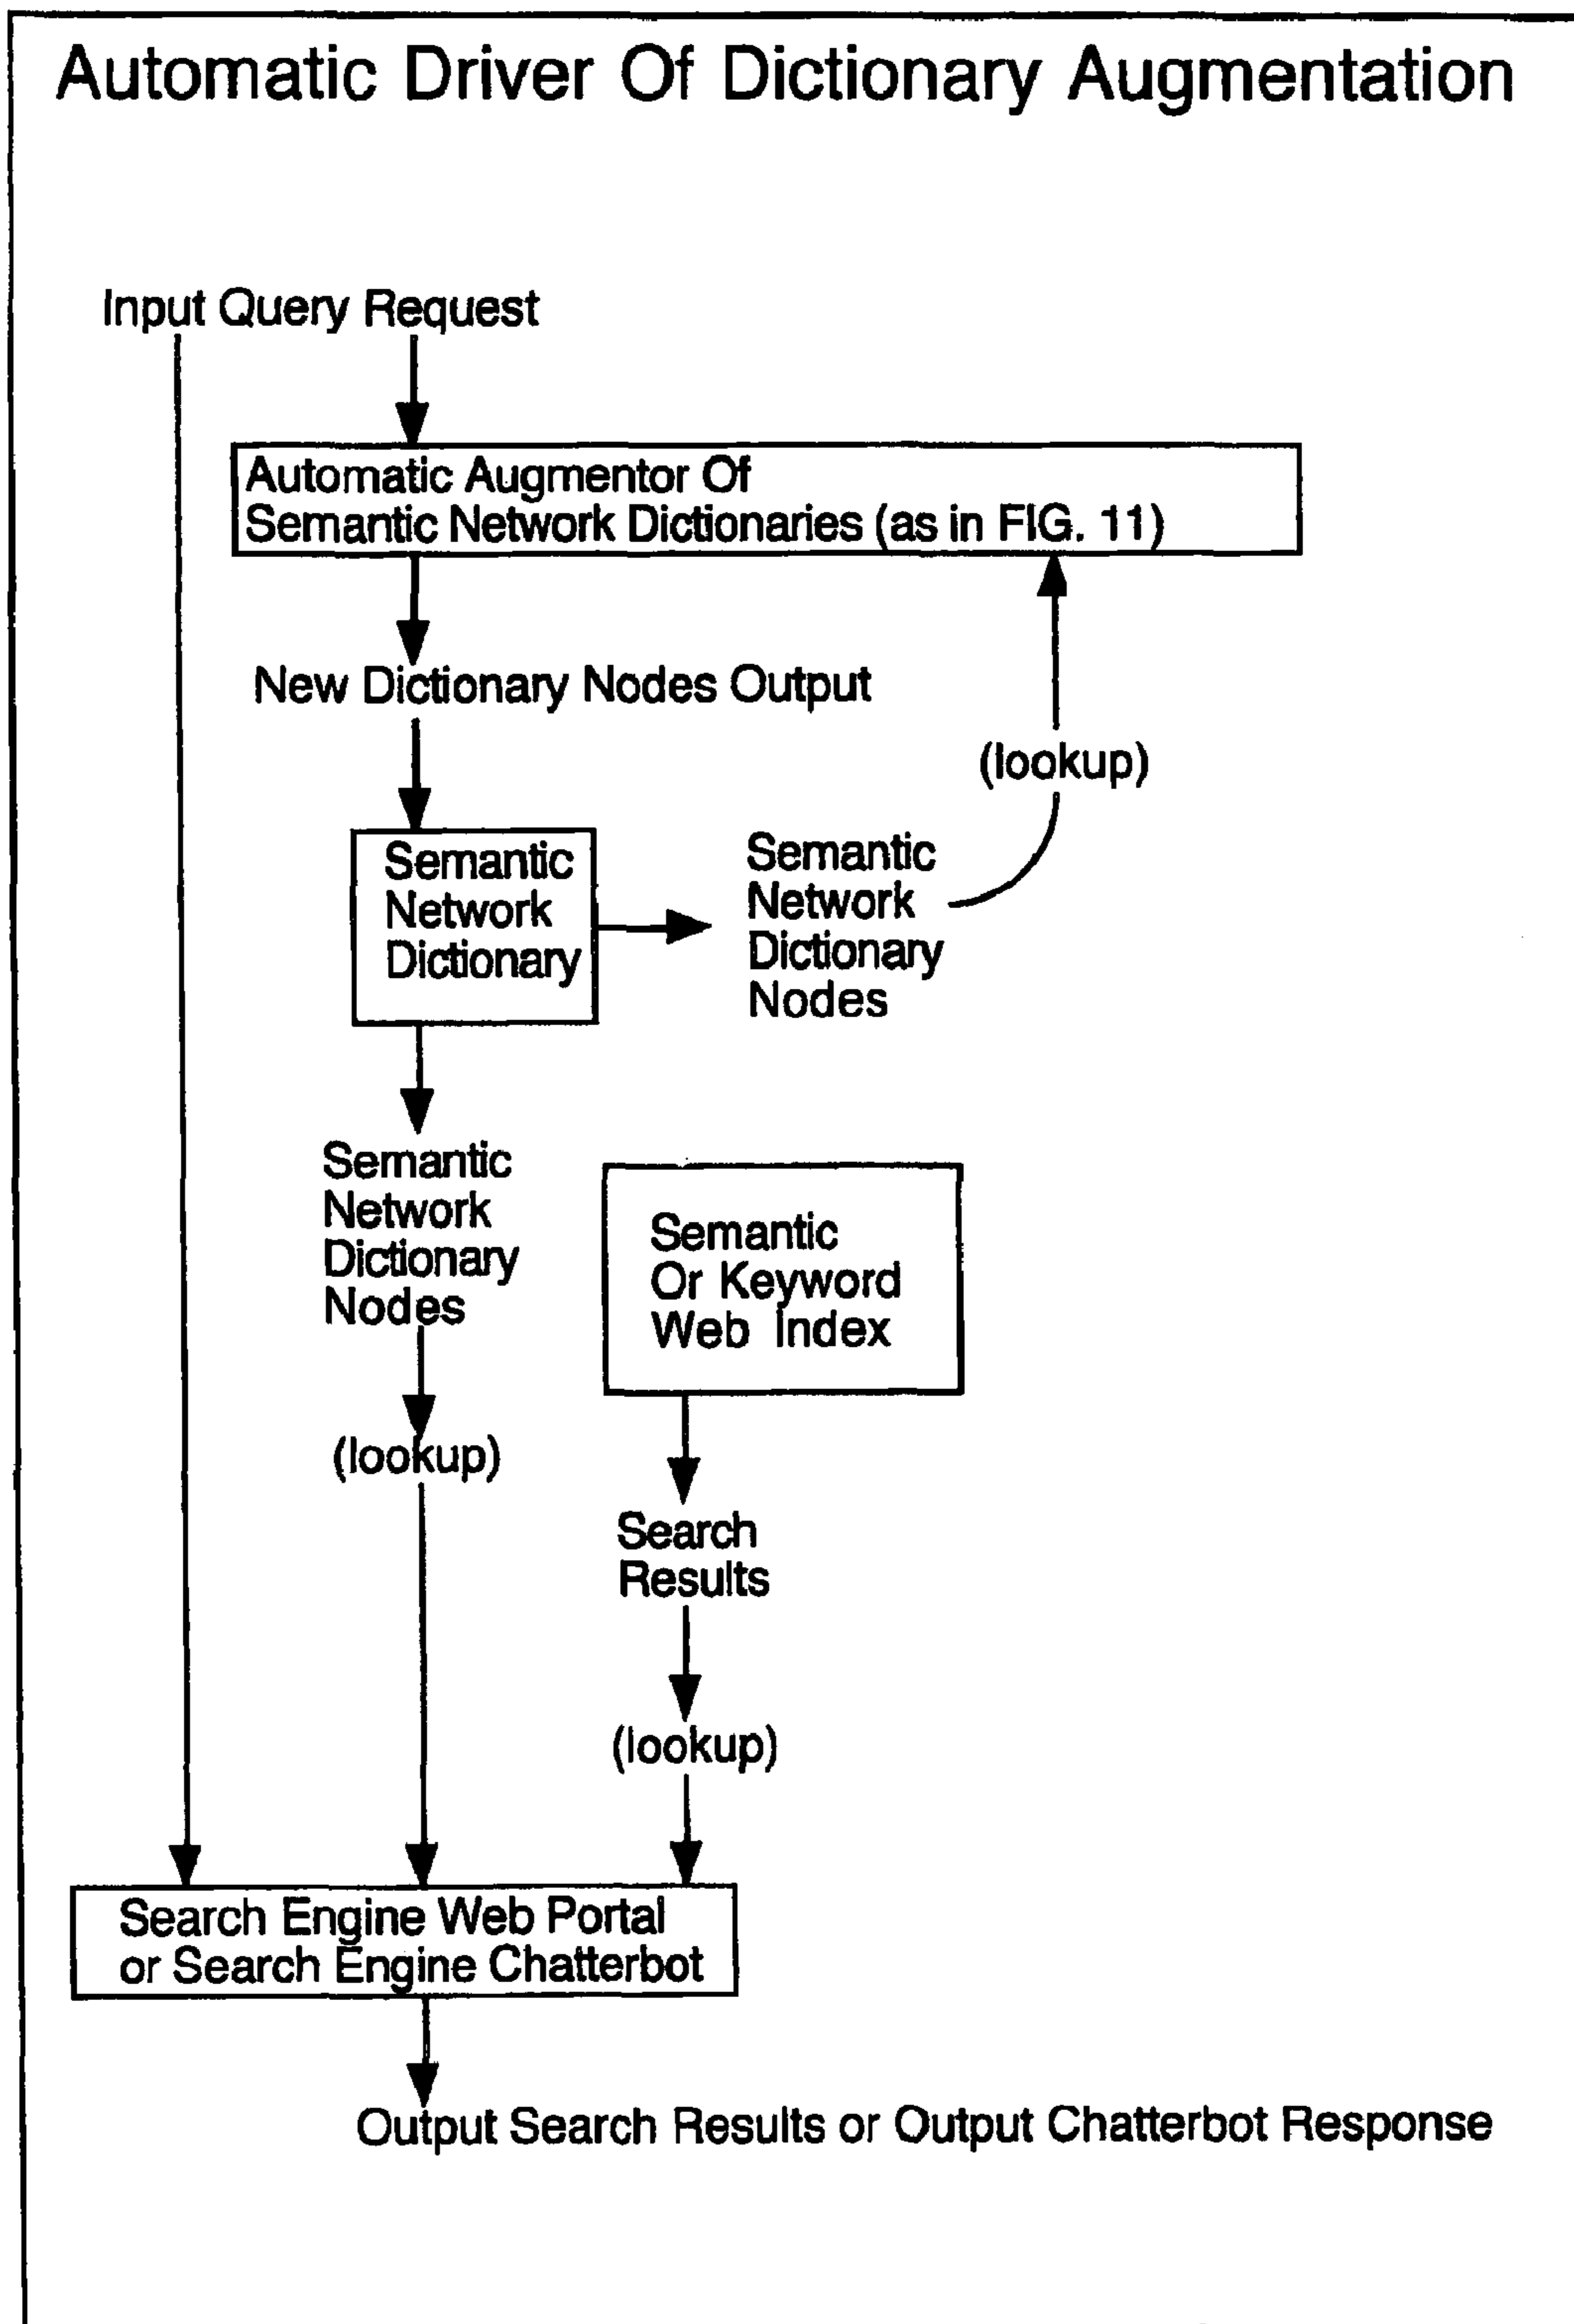 Automatic Driver Of Dictionary Augmentation
Input Query Request
Automatic Augmentor Of
Semantic Network Dictionaries (as in FIG. 11)
New Dictionary Nodes Output
(lookup)
Semantic
Network
Dictionary
Semantic
Network
Dictionary
Nodes
Semantic
Network
Dictionary
Nodes
Semantic
Or Keyword
Web Index
(lookup)
Search
Results
(lookup)
Search Engine Web Portal
or Search Engine Chatterbot
Output Search Results or Output Chatterbot Response